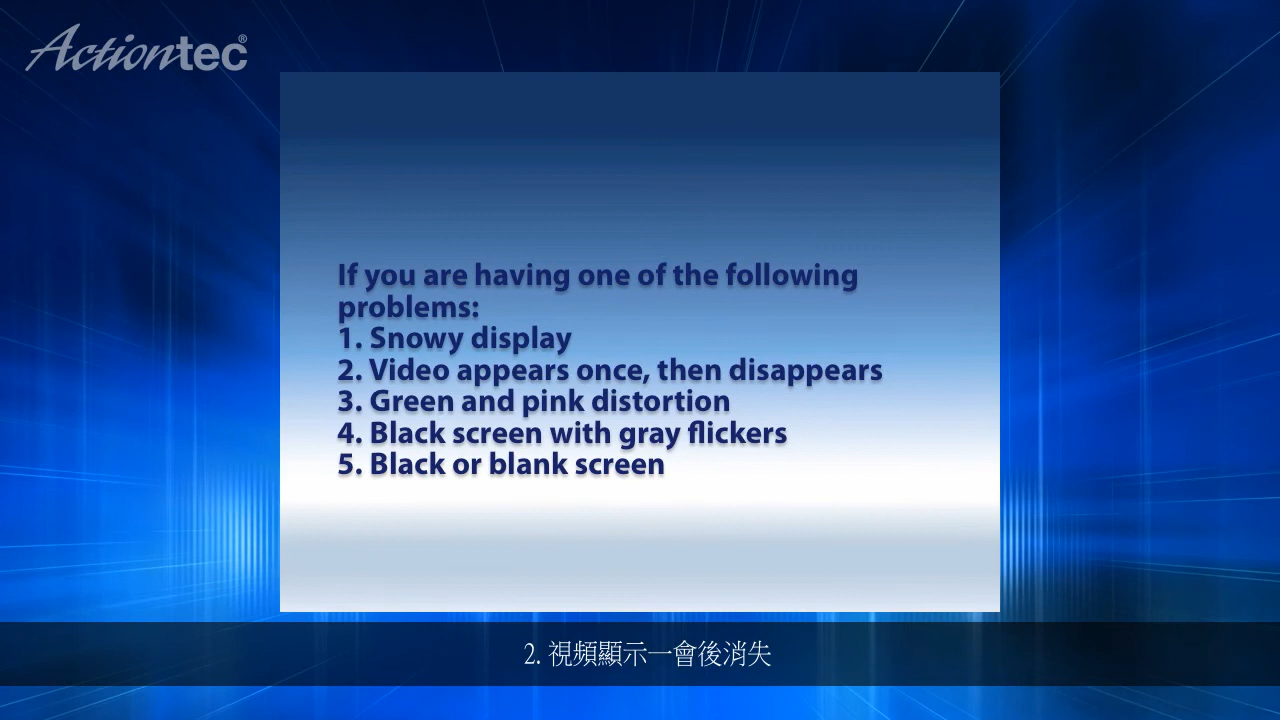 Actiontec®
If you are having one of the following
problems:
1. Snowy display
2. Video appears once, then disappears
3. Green and pink distortion
4. Black screen with gray flickers
5. Black or blank screen
2. 視頻顯示一會後消失